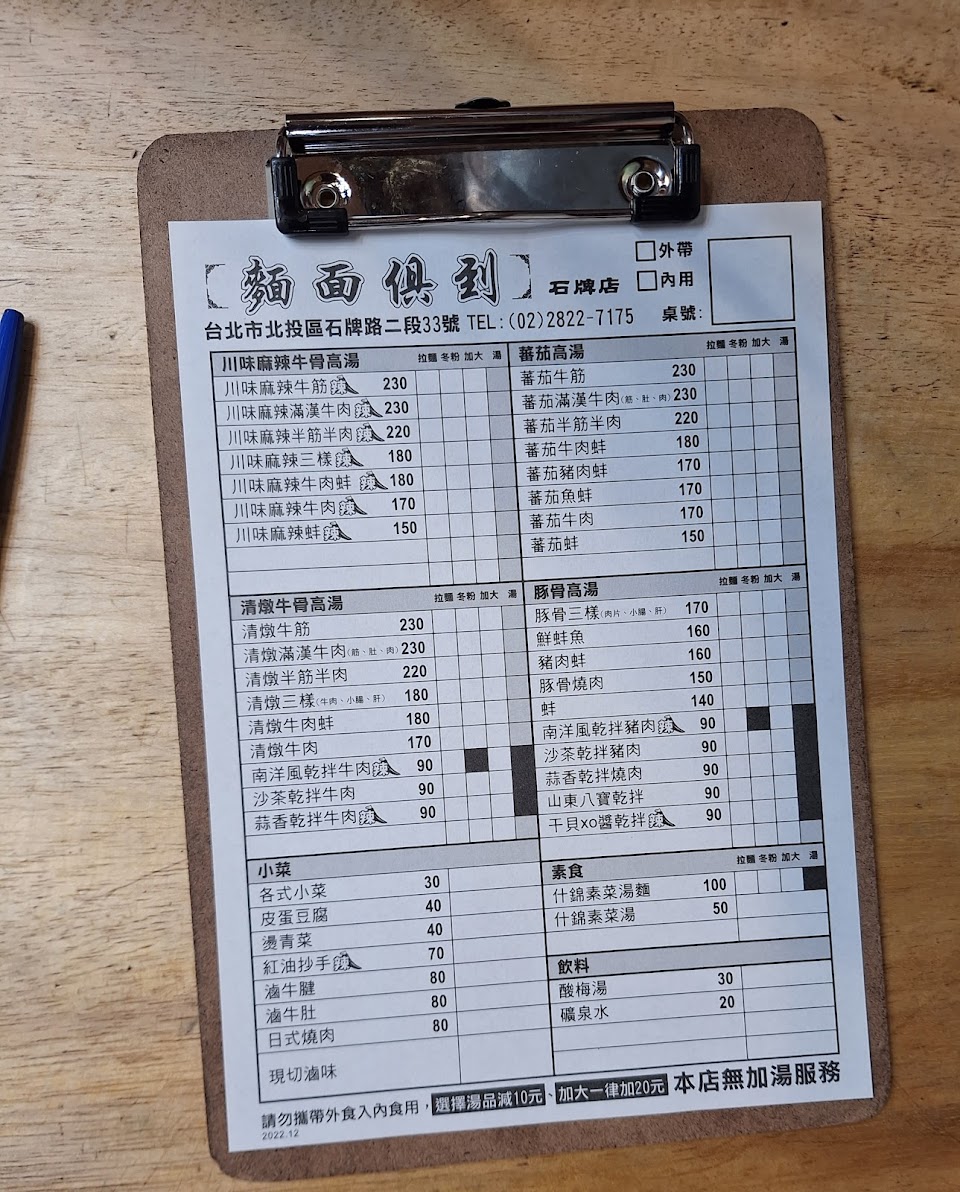 麵面俱到 石牌店
外帶
內用
桌號:
台北市北投區石牌路二段33號 TEL:(02)2822-7175
川味麻辣牛骨高湯 拉麵 冬粉 加大 湯
川味麻辣牛筋辣 230
川味麻辣滿漢牛肉辣 230
川味麻辣半筋半肉辣 220
川味麻辣三樣辣 180
川味麻辣牛肉蚌辣 180
川味麻辣牛肉辣 170
川味麻辣蚌辣 150
蕃茄高湯 拉麵 冬粉 加大 湯
蕃茄牛筋 230
蕃茄滿漢牛肉(筋、肚、肉) 230
蕃茄半筋半肉 220
蕃茄牛肉蚌 180
蕃茄豬肉蚌 170
蕃茄魚蚌 170
蕃茄牛肉 170
蕃茄蚌 150
清燉牛骨高湯 拉麵 冬粉 加大 湯
清燉牛筋 230
清燉滿漢牛肉(筋、肚、肉) 230
清燉半筋半肉 220
清燉三樣(牛肉、小腸、肝) 180
清燉牛肉蚌 180
清燉牛肉 170
南洋風乾拌牛肉辣 90
沙茶乾拌牛肉 90
蒜香乾拌牛肉辣 90
豚骨高湯 拉麵 冬粉 加大 湯
豚骨三樣(肉片、小腸、肝) 170
鮮蚌魚 160
豬肉蚌 160
豚骨燒肉 150
蚌 140
南洋風乾拌豬肉辣 90
沙茶乾拌豬肉 90
蒜香乾拌燒肉 90
山東八寶乾拌 90
干貝xo醬乾拌辣 90
小菜
各式小菜 30
皮蛋豆腐 40
燙青菜 40
紅油抄手辣 70
滷牛腱 80
滷牛肚 80
日式燒肉 80
現切滷味
素食 拉麵 冬粉 加大 湯
什錦素菜湯麵 100
什錦素菜湯 50
飲料
酸梅湯 30
礦泉水 20
請勿攜帶外食入內食用，選擇湯品減10元、加大一律加20元 本店無加湯服務
2022.12